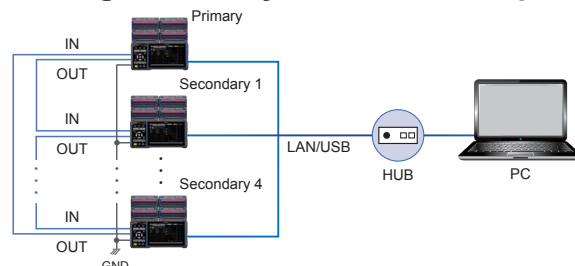 Primary
IN
OUT
Secondary 1
IN
OUT
LAN/USB
HUB
PC
Secondary 4
IN
OUT
GND